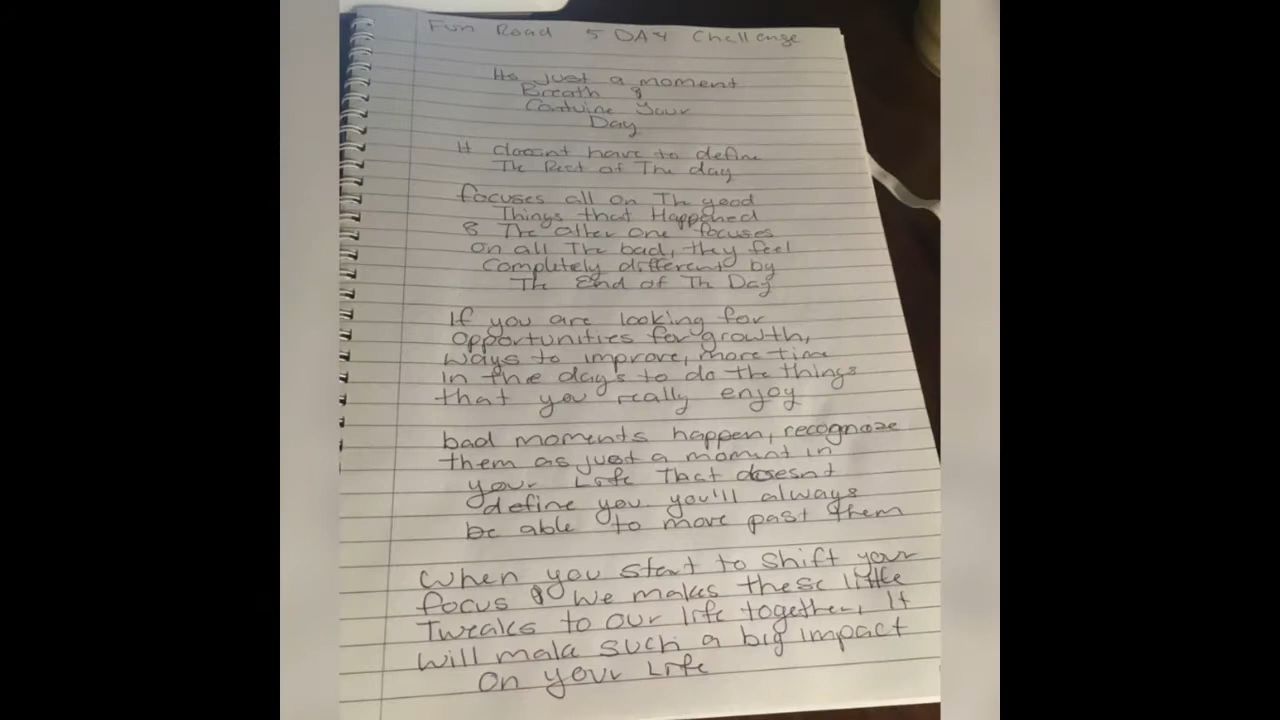 Fun Road 5 DAY Challenge
Its just a moment
Breath &
Contuine your
Day
It doesnt have to define
The Rest of The day
focuses all on The good
Things that Happened
& The other one focuses
on all The bad, they feel
completely different by
The End of Th Day
If you are looking for
opportunities for growth,
ways to improve, more time
in the days to do the things
that you really enjoy
bad moments happen, recognoze
them as just a moment in
your Life That doesnt
define you you'll always
be able to move past them
When you start to shift your
focus & We makes these little
Tweaks to our life together, It
will make such a big impact
on your Life